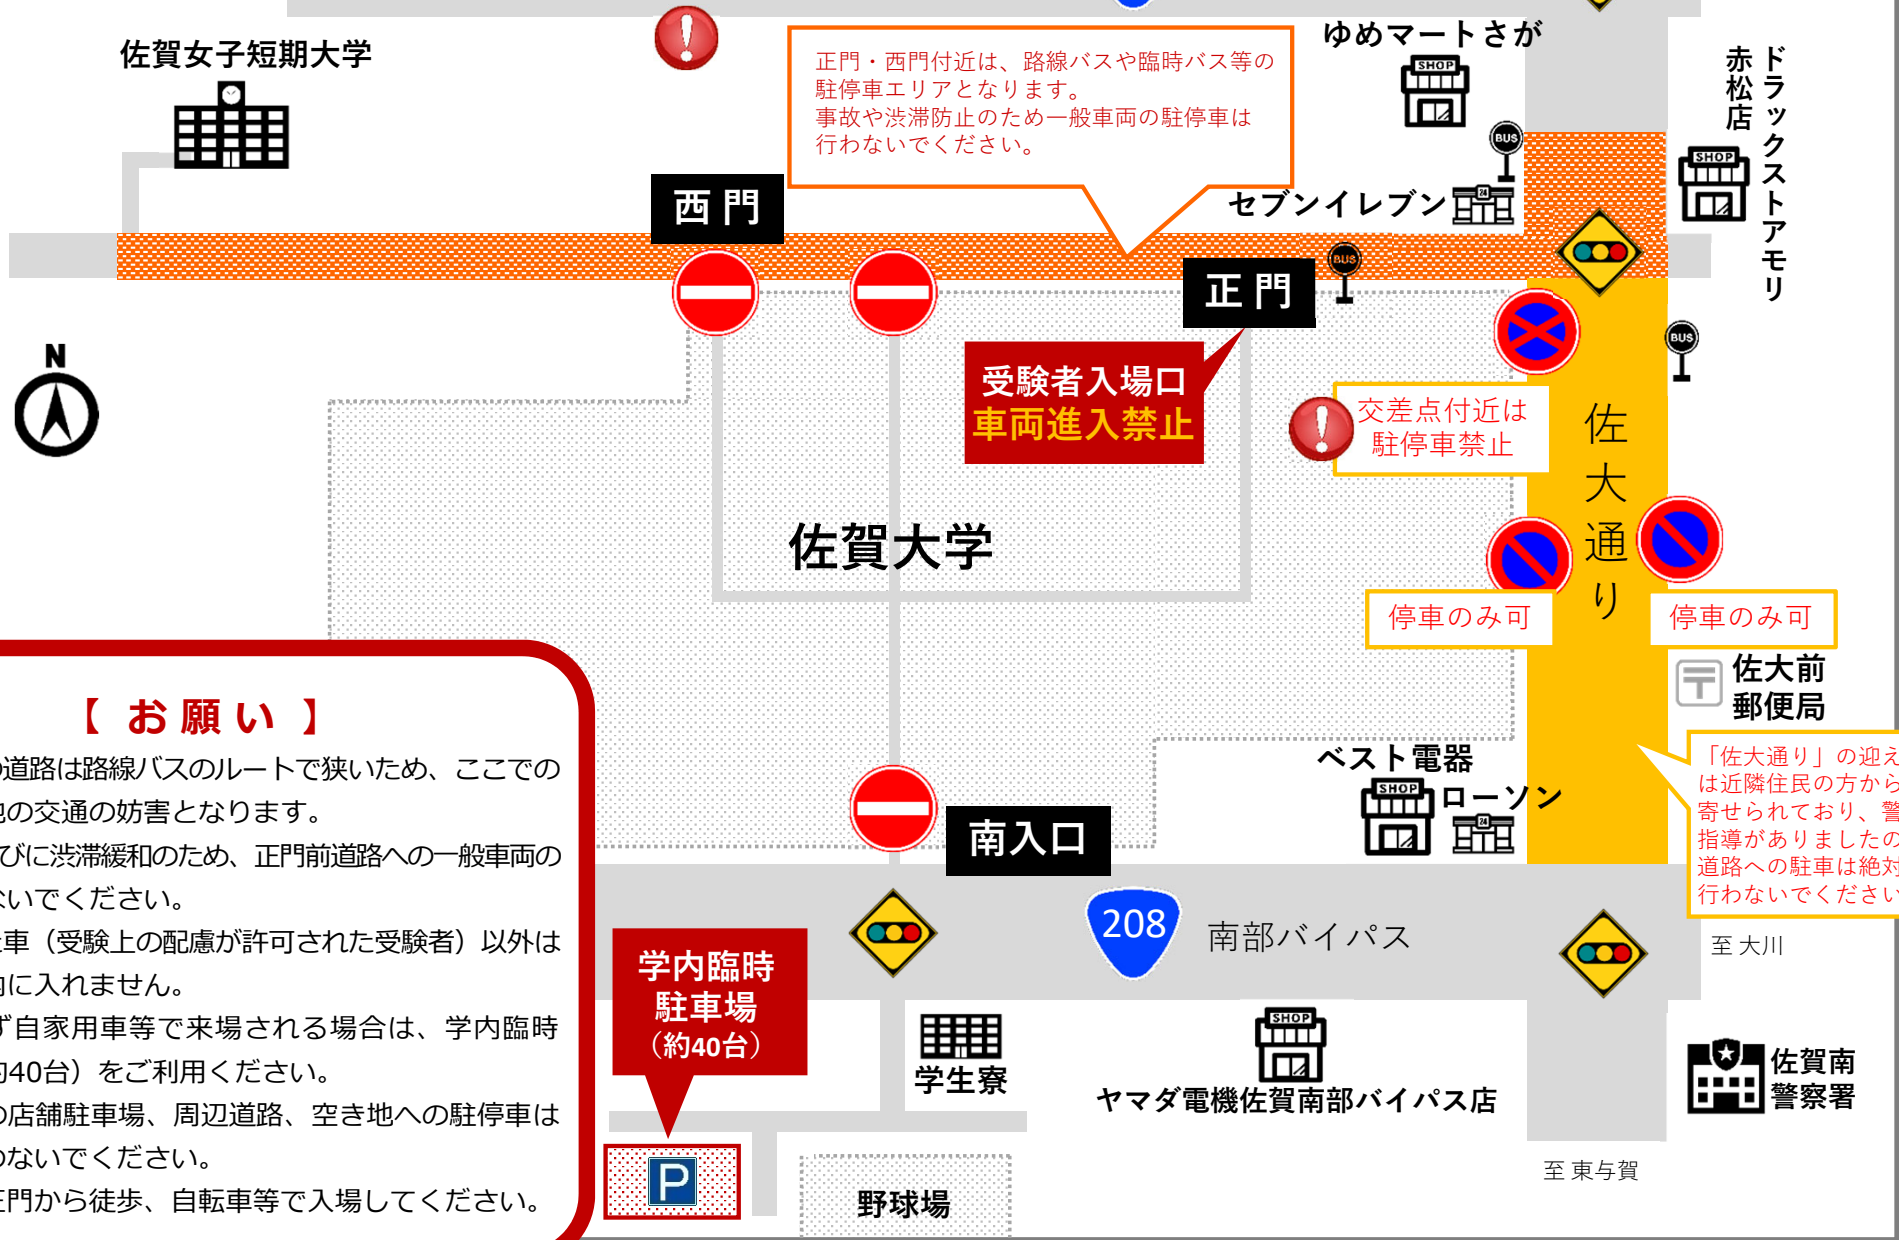 ゆめマートさが
佐賀女子短期大学
正門・西門付近は、路線バスや臨時バス等の
駐停車エリアとなります。
事故や渋滞防止のため一般車両の駐停車は
行わないでください。
SHOP
ドラックストアモリ
赤松店
BUS
SHOP
西門
セブンイレブン
24
正門
BUS
BUS
N
受験者入場口
車両進入禁止
交差点付近は
駐停車禁止
佐大通り
佐賀大学
停車のみ可
停車のみ可
〒
佐大前
郵便局
【お願い】
道路は路線バスのルートで狭いため、ここでの
の交通の妨害となります。
びに渋滞緩和のため、正門前道路への一般車両の
ないでください。
車（受験上の配慮が許可された受験者）以外は
に入れません。
ず自家用車等で来場される場合は、学内臨時
40台）をご利用ください。
店舗駐車場、周辺道路、空き地への駐停車は
ないでください。
正門から徒歩、自転車等で入場してください。
ベスト電器
SHOP
ローソン
24
「佐大通り」の迎え
は近隣住民の方から
寄せられており、警
指導がありましたの
道路への駐車は絶対
行わないでください
南入口
208
南部バイパス
至 大川
学内臨時
駐車場
（約40台）
学生寮
SHOP
ヤマダ電機佐賀南部バイパス店
佐賀南
警察署
P
野球場
至 東与賀